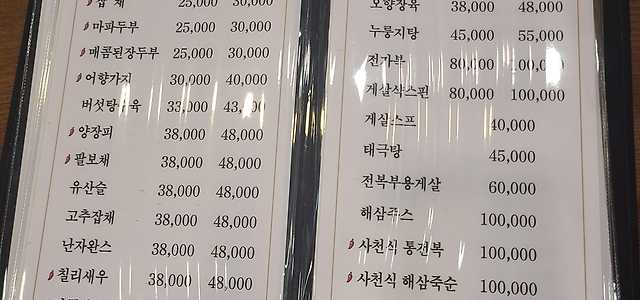 잡 채 25,000 30,000
마파두부 25,000 30,000
매콤된장두부 25,000 30,000
어향가지 30,000 40,000
버섯탕수육 33,000 43,000
양장피 38,000 48,000
팔보채 38,000 48,000
유산슬 38,000 48,000
고추잡채 38,000 48,000
난자완스 38,000 48,000
칠리새우 38,000 48,000
오향장육 38,000 48,000
누룽지탕 45,000 55,000
전가부 80,000 100,000
게살샥스핀 80,000 100,000
게살스프 40,000
태극탕 45,000
전복부용게살 60,000
해삼쥬스 100,000
사천식 통전복 100,000
사천식 해삼죽순 100,000